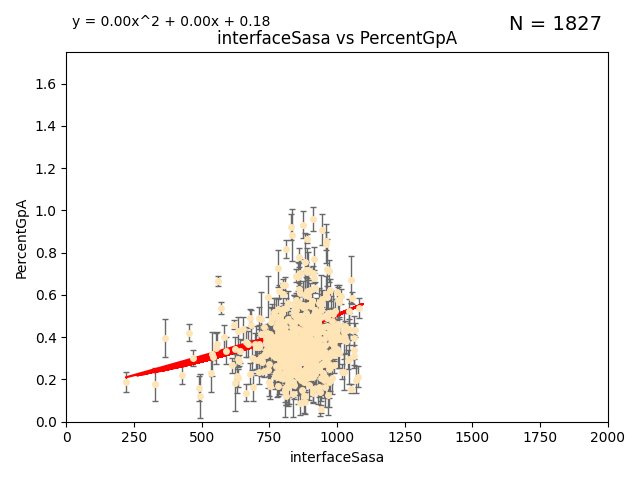 y = 0.00x^2 + 0.00x + 0.18
N = 1827
interfaceSasa vs PercentGpA
PercentGpA
1.6
1.4
1.2
1.0
0.8
0.6
0.4
0.2
0.0
0 250 500 750 1000 1250 1500 1750 2000
interfaceSasa